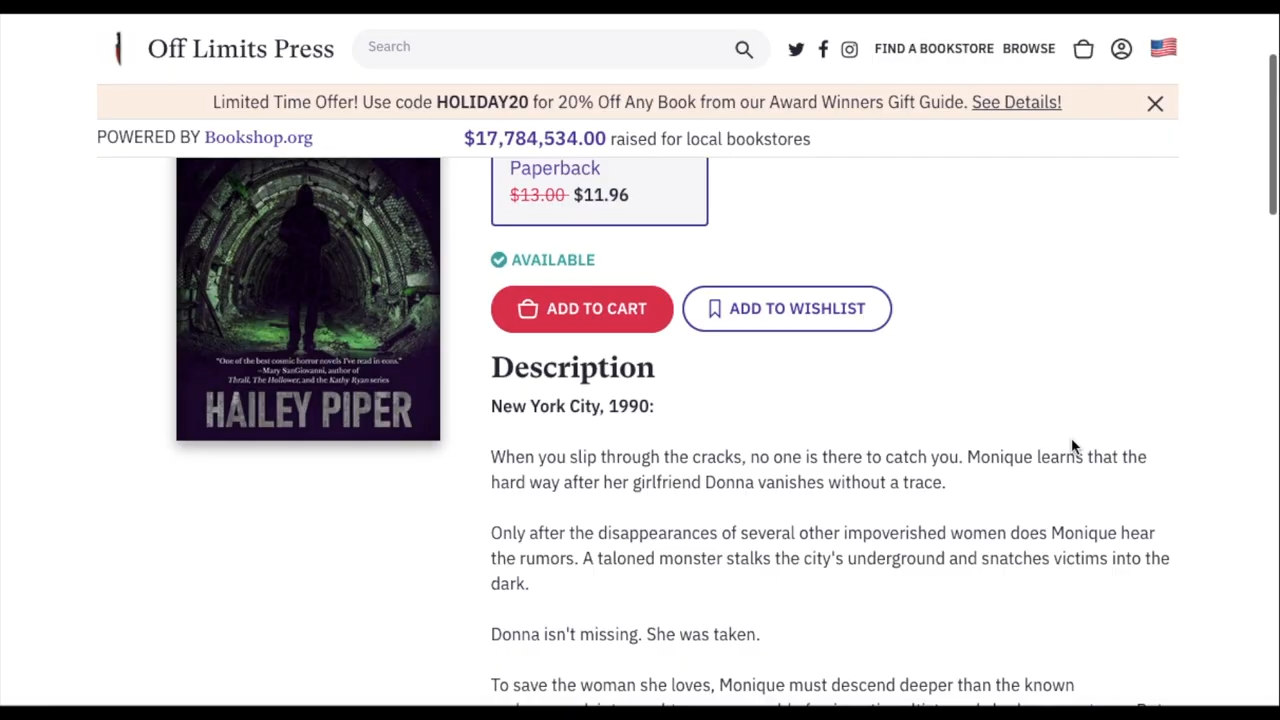 Off Limits Press
Search
FIND A BOOKSTORE BROWSE
Limited Time Offer! Use code HOLIDAY20 for 20% Off Any Book from our Award Winners Gift Guide. See Details!
POWERED BY Bookshop.org
$17,784,534.00 raised for local bookstores
Paperback
$13.00 $11.96
AVAILABLE
ADD TO CART
ADD TO WISHLIST
"One of the best cosmic horror novels I've read in eons."
–Mary SanGiovanni, author of
Thrall, The Hollower, and the Kathy Ryan series
HAILEY PIPER
Description
New York City, 1990:
When you slip through the cracks, no one is there to catch you. Monique learns that the
hard way after her girlfriend Donna vanishes without a trace.
Only after the disappearances of several other impoverished women does Monique hear
the rumors. A taloned monster stalks the city's underground and snatches victims into the
dark.
Donna isn't missing. She was taken.
To save the woman she loves, Monique must descend deeper than the known